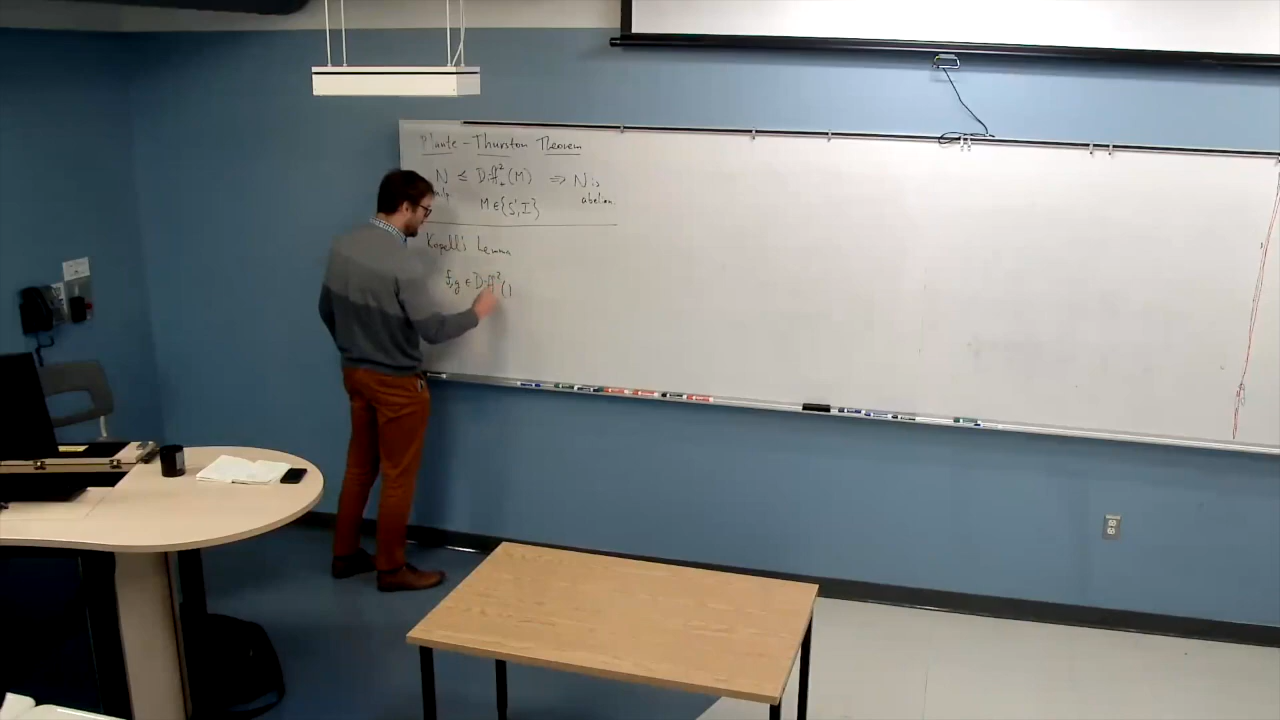 Plante - Thurston Theorem
N ≤ Diff²₊(M) ⟹ N is
abelian.
M ∈ {S¹, I}
Kopell's Lemma
f,g ∈ Diff²(